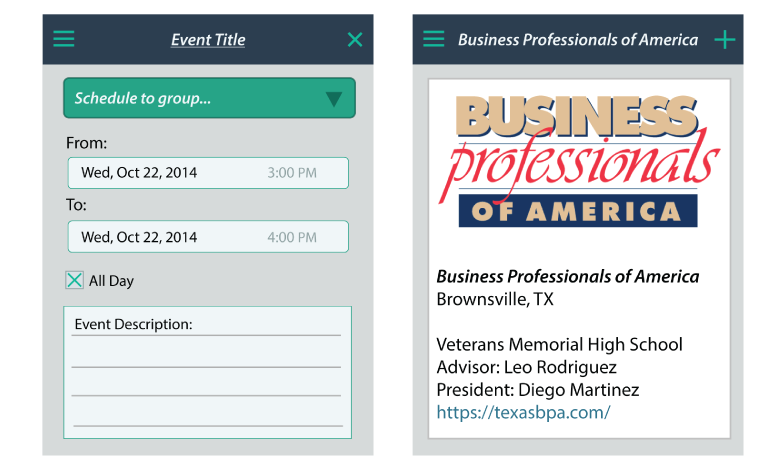 Event Title
Schedule to group...
From:
Wed, Oct 22, 2014 3:00 PM
To:
Wed, Oct 22, 2014 4:00 PM
All Day
Event Description:
Business Professionals of America
BUSINESS
professionals
OF AMERICA
Business Professionals of America
Brownsville, TX
Veterans Memorial High School
Advisor: Leo Rodriguez
President: Diego Martinez
https://texasbpa.com/